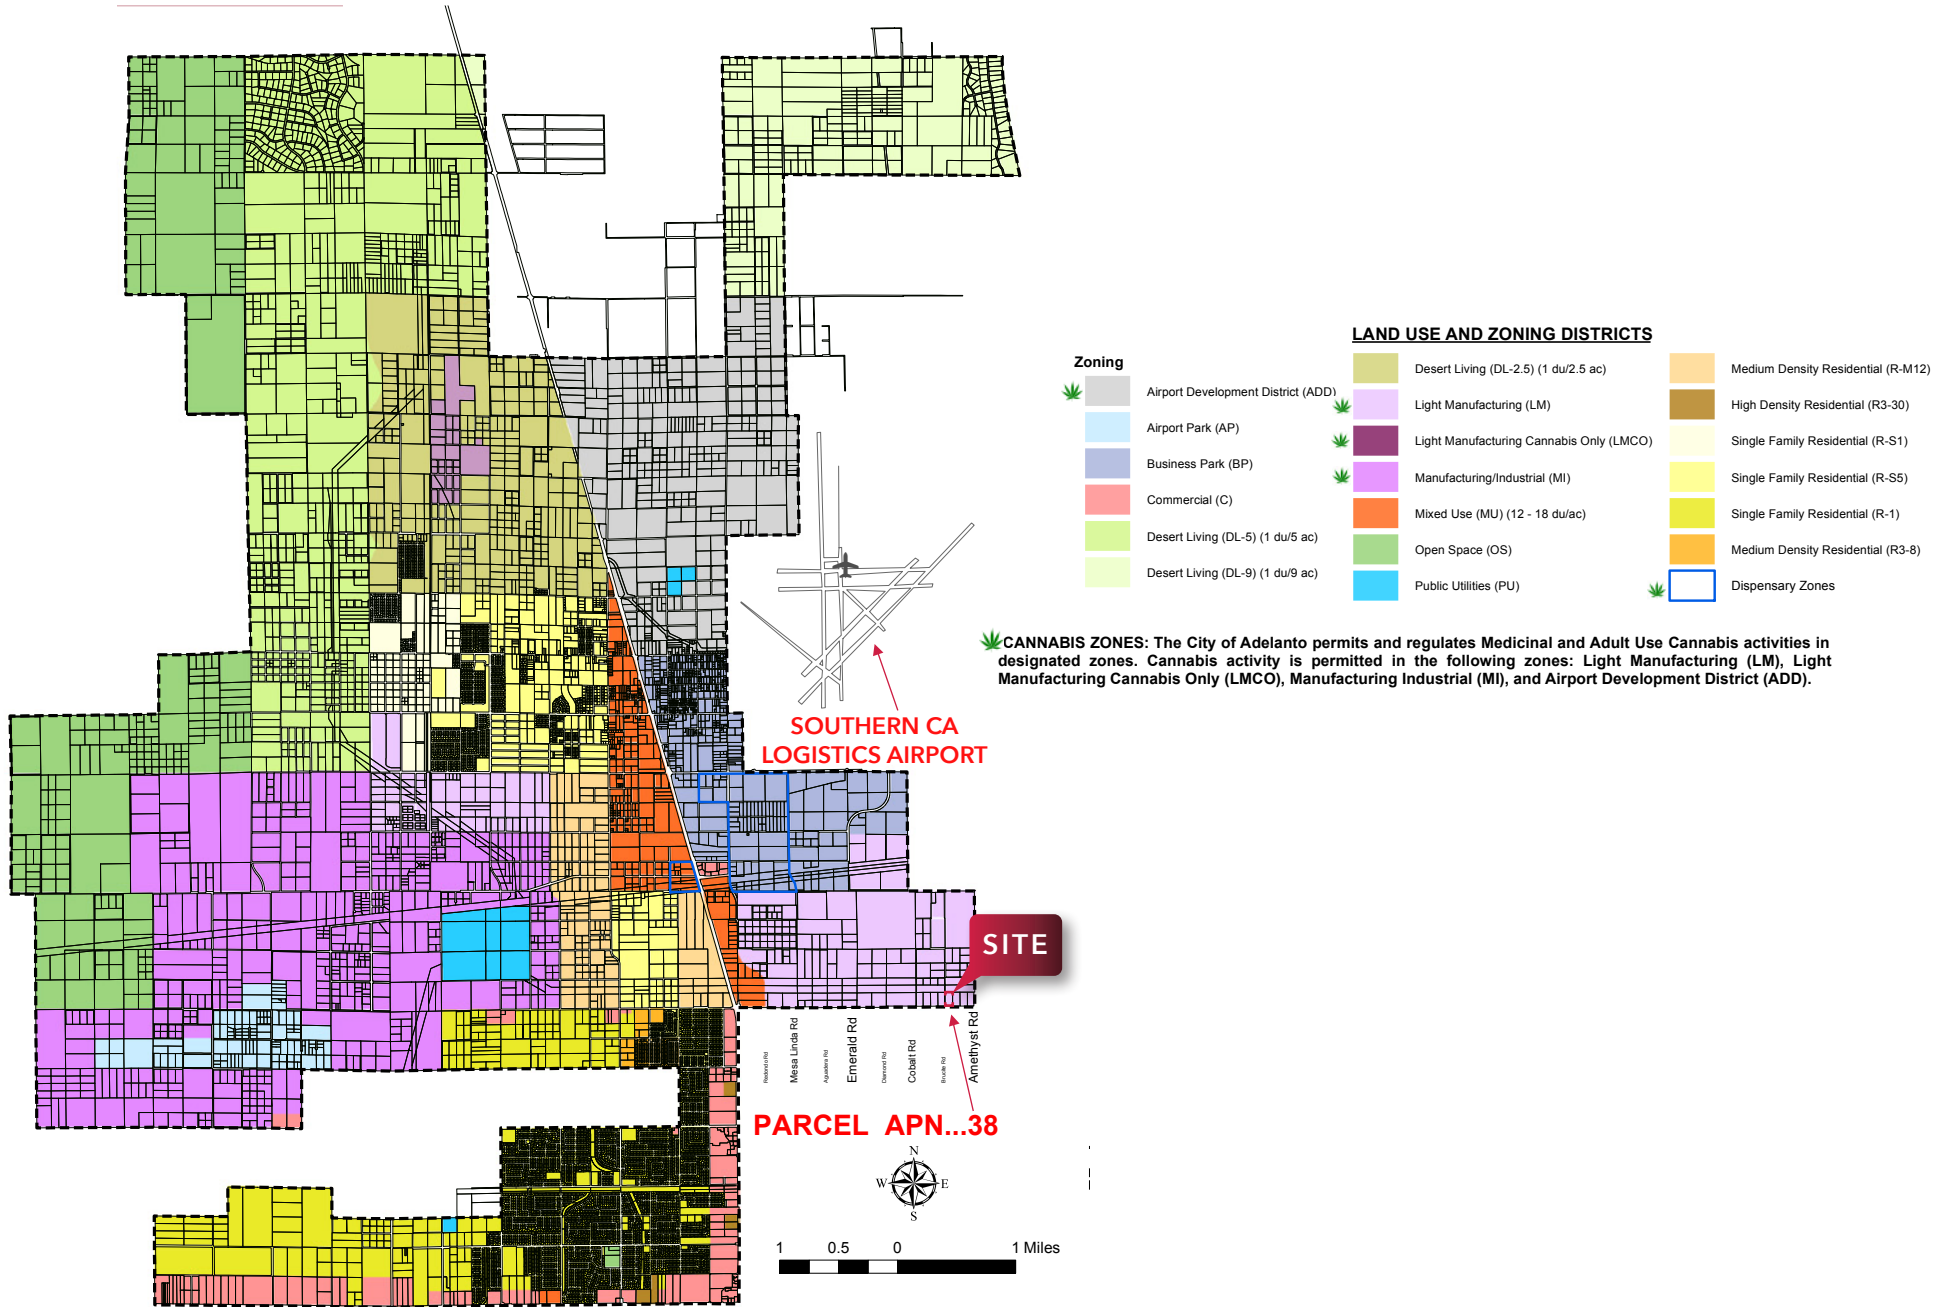 LAND USE AND ZONING DISTRICTS
Zoning
Airport Development District (ADD)
Airport Park (AP)
Business Park (BP)
Commercial (C)
Desert Living (DL-5) (1 du/5 ac)
Desert Living (DL-9) (1 du/9 ac)
Desert Living (DL-2.5) (1 du/2.5 ac)
Light Manufacturing (LM)
Light Manufacturing Cannabis Only (LMCO)
Manufacturing/Industrial (MI)
Mixed Use (MU) (12 - 18 du/ac)
Open Space (OS)
Public Utilities (PU)
Medium Density Residential (R-M12)
High Density Residential (R3-30)
Single Family Residential (R-S1)
Single Family Residential (R-S5)
Single Family Residential (R-1)
Medium Density Residential (R3-8)
Dispensary Zones
CANNABIS ZONES: The City of Adelanto permits and regulates Medicinal and Adult Use Cannabis activities in
designated zones. Cannabis activity is permitted in the following zones: Light Manufacturing (LM), Light
Manufacturing Cannabis Only (LMCO), Manufacturing Industrial (MI), and Airport Development District (ADD).
SOUTHERN CA
LOGISTICS AIRPORT
SITE
Redondo Rd
Mesa Linda Rd
Aguadera Rd
Emerald Rd
Diamond Rd
Cobalt Rd
Brucite Rd
Amethyst Rd
PARCEL APN...38
N
W
E
S
1
0.5
0
1 Miles